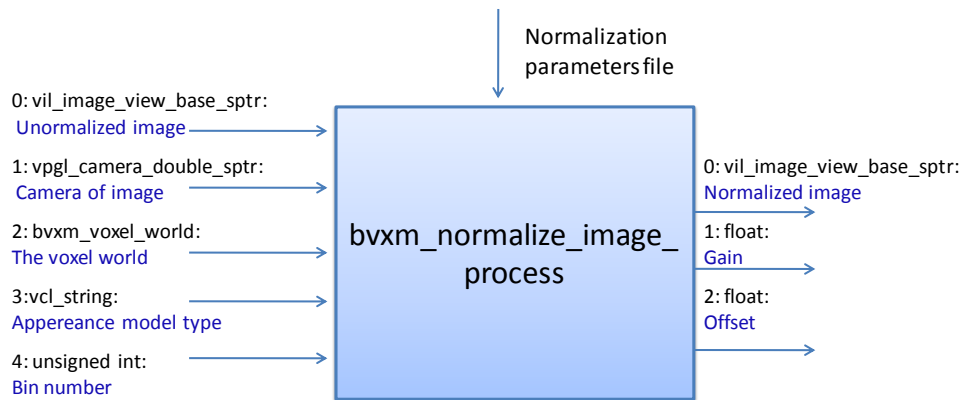 Normalization
parameters file
0: vil_image_view_base_sptr:
Unormalized image
1: vpgl_camera_double_sptr:
Camera of image
2: bvxm_voxel_world:
The voxel world
3:vcl_string:
Appereance model type
4: unsigned int:
Bin number
bvxm_normalize_image_
process
0: vil_image_view_base_sptr:
Normalized image
1: float:
Gain
2: float:
Offset